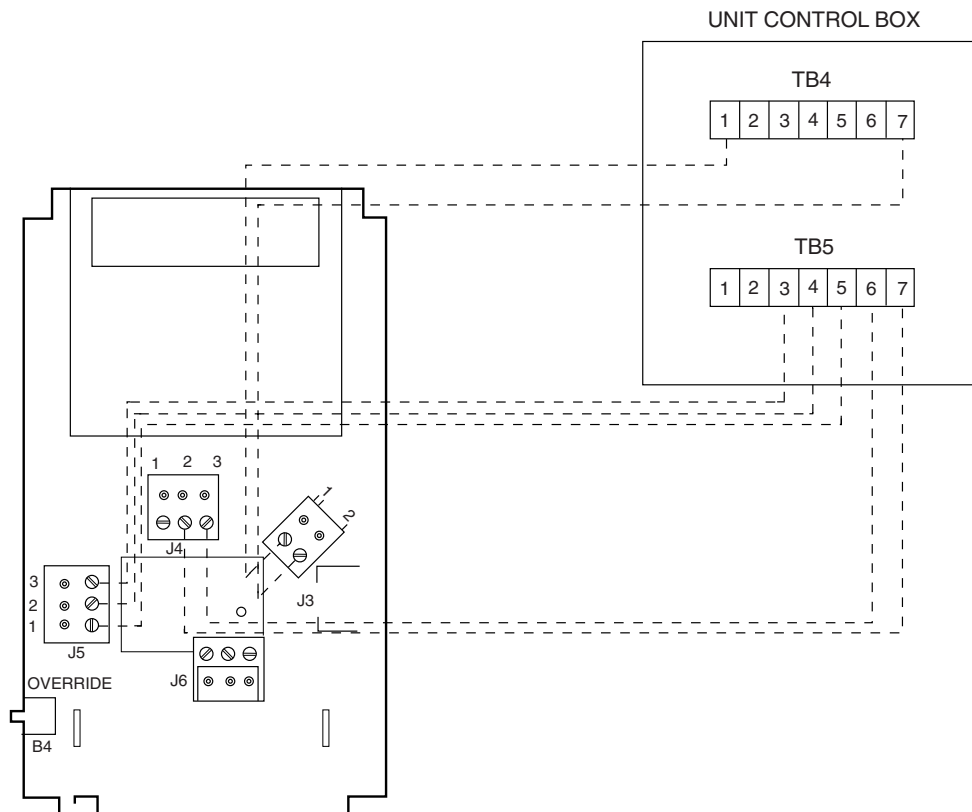 UNIT CONTROL BOX
TB4
1 2 3 4 5 6 7
TB5
1 2 3 4 5 6 7
1 2 3
J4
1
2
J3
3
2
1
J5
J6
OVERRIDE
B4